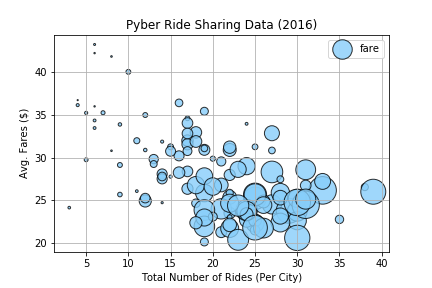 Pyber Ride Sharing Data (2016)
fare
Avg. Fares ($)
40
35
30
25
20
5 10 15 20 25 30 35 40
Total Number of Rides (Per City)